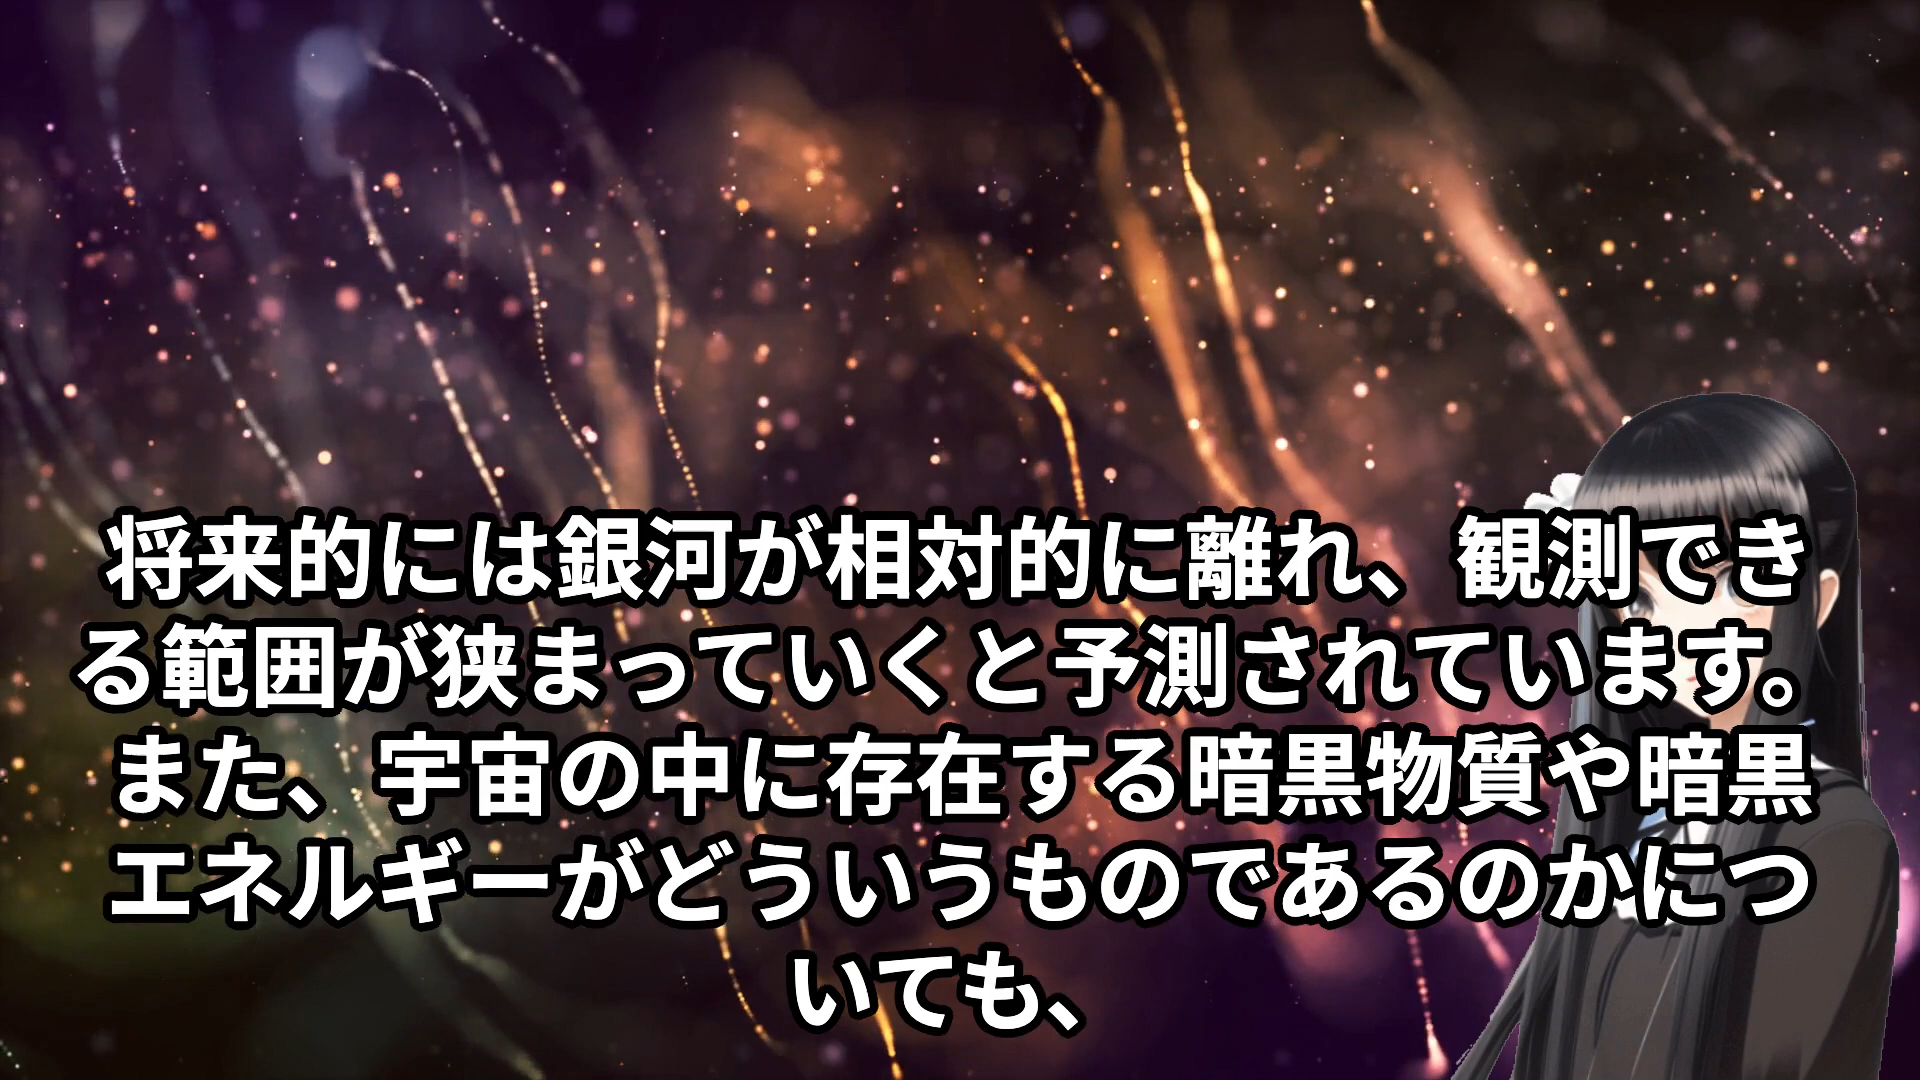 将来的には銀河が相対的に離れ、観測でき
る範囲が狭まっていくと予測されています。
また、宇宙の中に存在する暗黒物質や暗黒
エネルギーがどういうものであるのかにつ
いても、